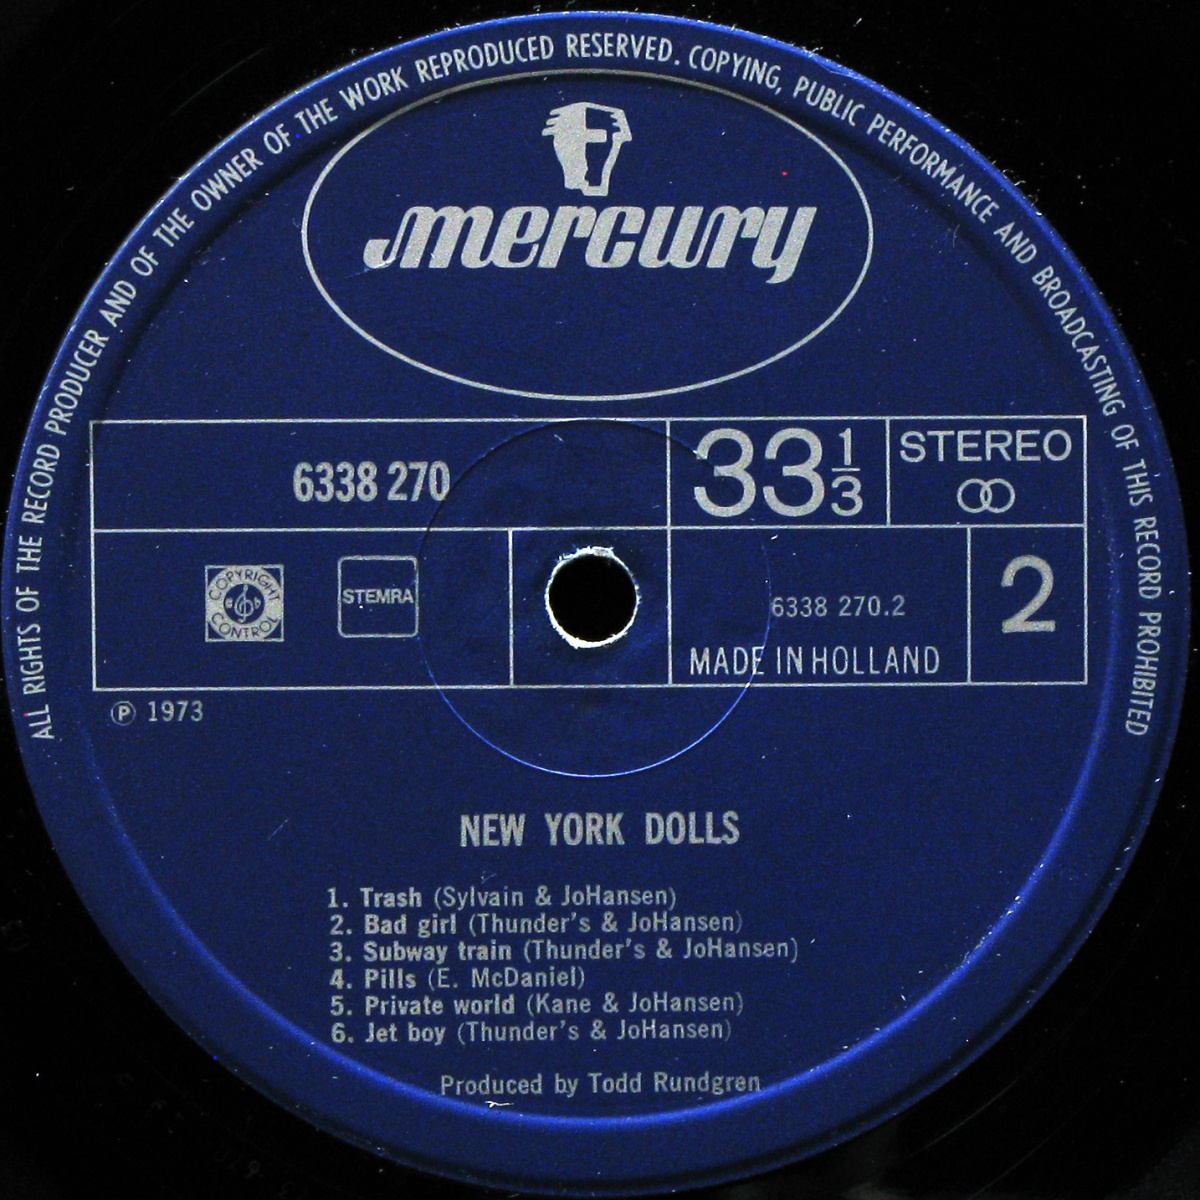 ALL RIGHTS OF THE RECORD PRODUCER AND OF THE OWNER OF THE WORK REPRODUCED RESERVED. COPYING, PUBLIC PERFORMANCE AND BROADCASTING OF THIS RECORD PROHIBITED
mercury
6338 270
33 1/3
STEREO
COPYRIGHT CONTROL
STEMRA
6338 270.2
MADE IN HOLLAND
2
℗ 1973
NEW YORK DOLLS
1. Trash (Sylvain & JoHansen)
2. Bad girl (Thunder's & JoHansen)
3. Subway train (Thunder's & JoHansen)
4. Pills (E. McDaniel)
5. Private world (Kane & JoHansen)
6. Jet boy (Thunder's & JoHansen)
Produced by Todd Rundgren